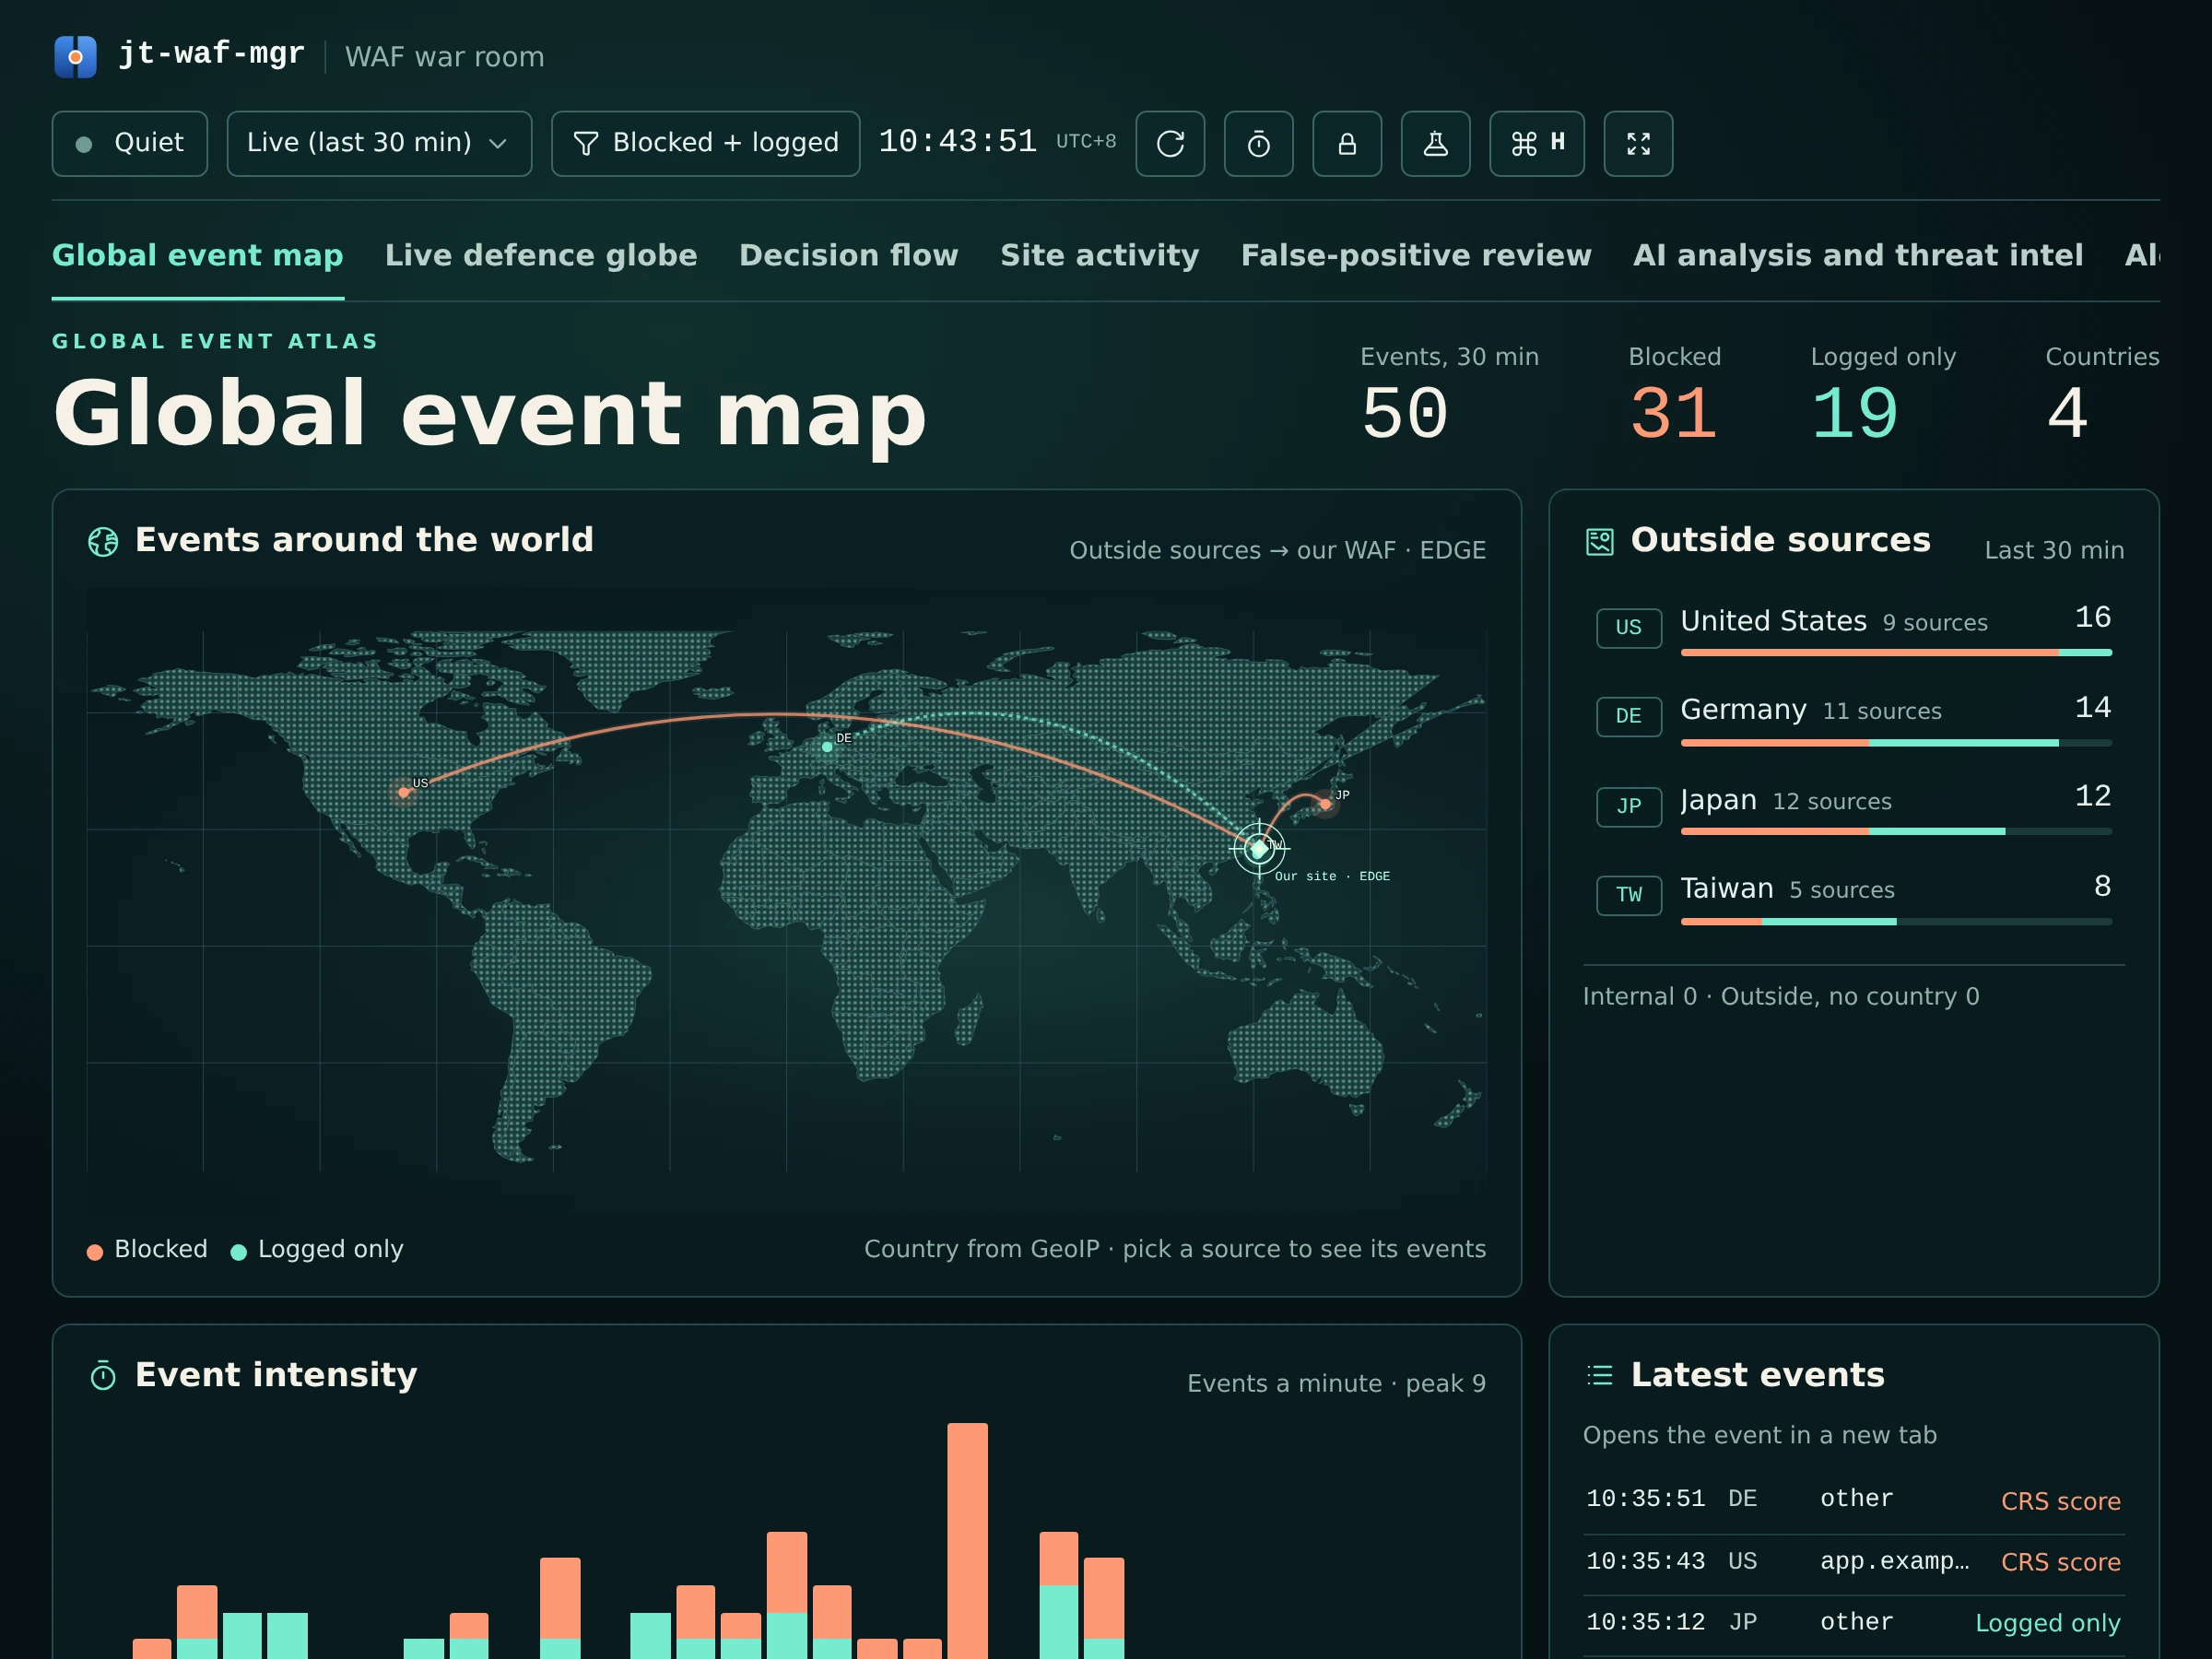 jt-waf-mgr
WAF war room
Quiet
Live (last 30 min)
Blocked + logged
10:43:51 UTC+8
H
Global event map
Live defence globe
Decision flow
Site activity
False-positive review
AI analysis and threat intel
GLOBAL EVENT ATLAS
Global event map
Events, 30 min
50
Blocked
31
Logged only
19
Countries
4
Events around the world
Outside sources → our WAF · EDGE
US
DE
JP
TW
Our site · EDGE
Blocked
Logged only
Country from GeoIP · pick a source to see its events
Outside sources
Last 30 min
US United States 9 sources 16
DE Germany 11 sources 14
JP Japan 12 sources 12
TW Taiwan 5 sources 8
Internal 0 · Outside, no country 0
Event intensity
Events a minute · peak 9
Latest events
Opens the event in a new tab
10:35:51 DE other CRS score
10:35:43 US app.examp… CRS score
10:35:12 JP other Logged only